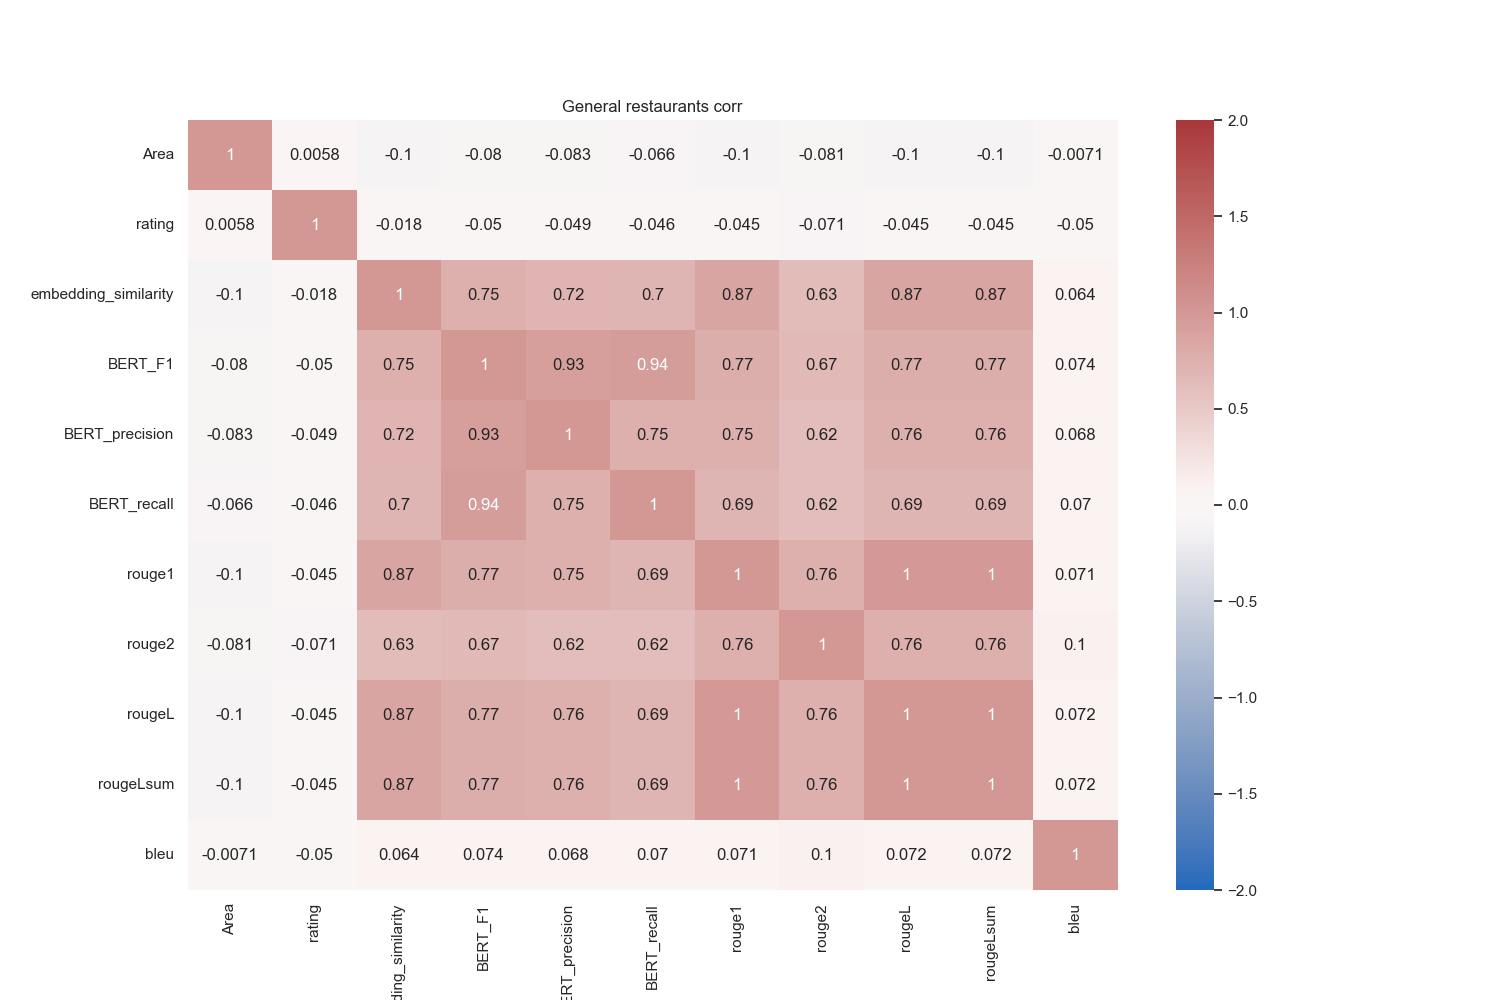 General restaurants corr
Area 1 0.0058 -0.1 -0.08 -0.083 -0.066 -0.1 -0.081 -0.1 -0.1 -0.0071
rating 0.0058 1 -0.018 -0.05 -0.049 -0.046 -0.045 -0.071 -0.045 -0.045 -0.05
embedding_similarity -0.1 -0.018 1 0.75 0.72 0.7 0.87 0.63 0.87 0.87 0.064
BERT_F1 -0.08 -0.05 0.75 1 0.93 0.94 0.77 0.67 0.77 0.77 0.074
BERT_precision -0.083 -0.049 0.72 0.93 1 0.75 0.75 0.62 0.76 0.76 0.068
BERT_recall -0.066 -0.046 0.7 0.94 0.75 1 0.69 0.62 0.69 0.69 0.07
rouge1 -0.1 -0.045 0.87 0.77 0.75 0.69 1 0.76 1 1 0.071
rouge2 -0.081 -0.071 0.63 0.67 0.62 0.62 0.76 1 0.76 0.76 0.1
rougeL -0.1 -0.045 0.87 0.77 0.76 0.69 1 0.76 1 1 0.072
rougeLsum -0.1 -0.045 0.87 0.77 0.76 0.69 1 0.76 1 1 0.072
bleu -0.0071 -0.05 0.064 0.074 0.068 0.07 0.071 0.1 0.072 0.072 1
Area
rating
ding_similarity
BERT_F1
ERT_precision
BERT_recall
rouge1
rouge2
rougeL
rougeLsum
bleu
2.0
1.5
1.0
0.5
0.0
−0.5
−1.0
−1.5
−2.0